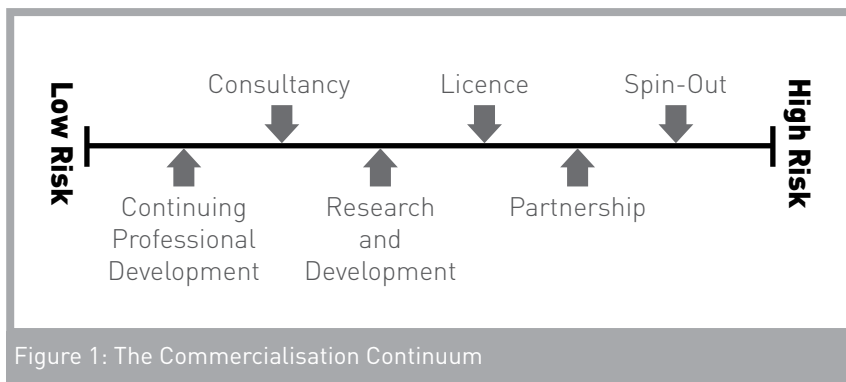 Low Risk
Consultancy
Licence
Spin-Out
High Risk
Continuing
Professional
Development
Research
and
Development
Partnership
Figure 1: The Commercialisation Continuum